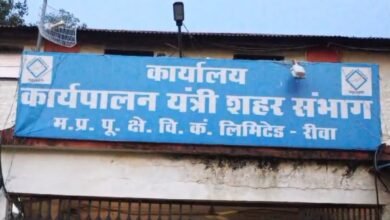 कार्यालय
कार्यपालन यंत्री शहर संभाग
म.प्र.पू.क्षे.वि.कं. लिमिटेड - रीवा